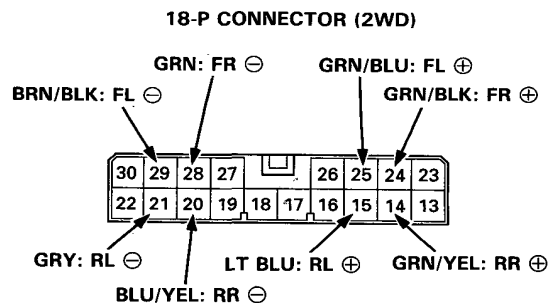 18-P CONNECTOR (2WD)
GRN: FR ⊖
GRN/BLU: FL ⊕
BRN/BLK: FL ⊖
GRN/BLK: FR ⊕
30 29 28 27 26 25 24 23
22 21 20 19 18 17 16 15 14 13
GRY: RL ⊖
LT BLU: RL ⊕
GRN/YEL: RR ⊕
BLU/YEL: RR ⊖